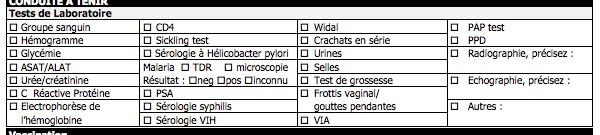 CONDUITE A TENIR
Tests de Laboratoire
☐ Groupe sanguin ☐ CD4 ☐ Widal ☐ PAP test
☐ Hémogramme ☐ Sickling test ☐ Crachats en série ☐ PPD
☐ Glycémie ☐ Sérologie à Hélicobacter pylori ☐ Urines ☐ Radiographie, précisez :
☐ ASAT/ALAT Malaria ☐ TDR ☐ microscopie ☐ Selles
☐ Urée/créatinine Résultat : ☐neg ☐pos ☐inconnu ☐ Test de grossesse ☐ Echographie, précisez :
☐ C Réactive Protéine ☐ PSA ☐ Frottis vaginal/
☐ Electrophorèse de ☐ Sérologie syphilis gouttes pendantes ☐ Autres :
l'hémoglobine ☐ Sérologie VIH ☐ VIA
Vaccination